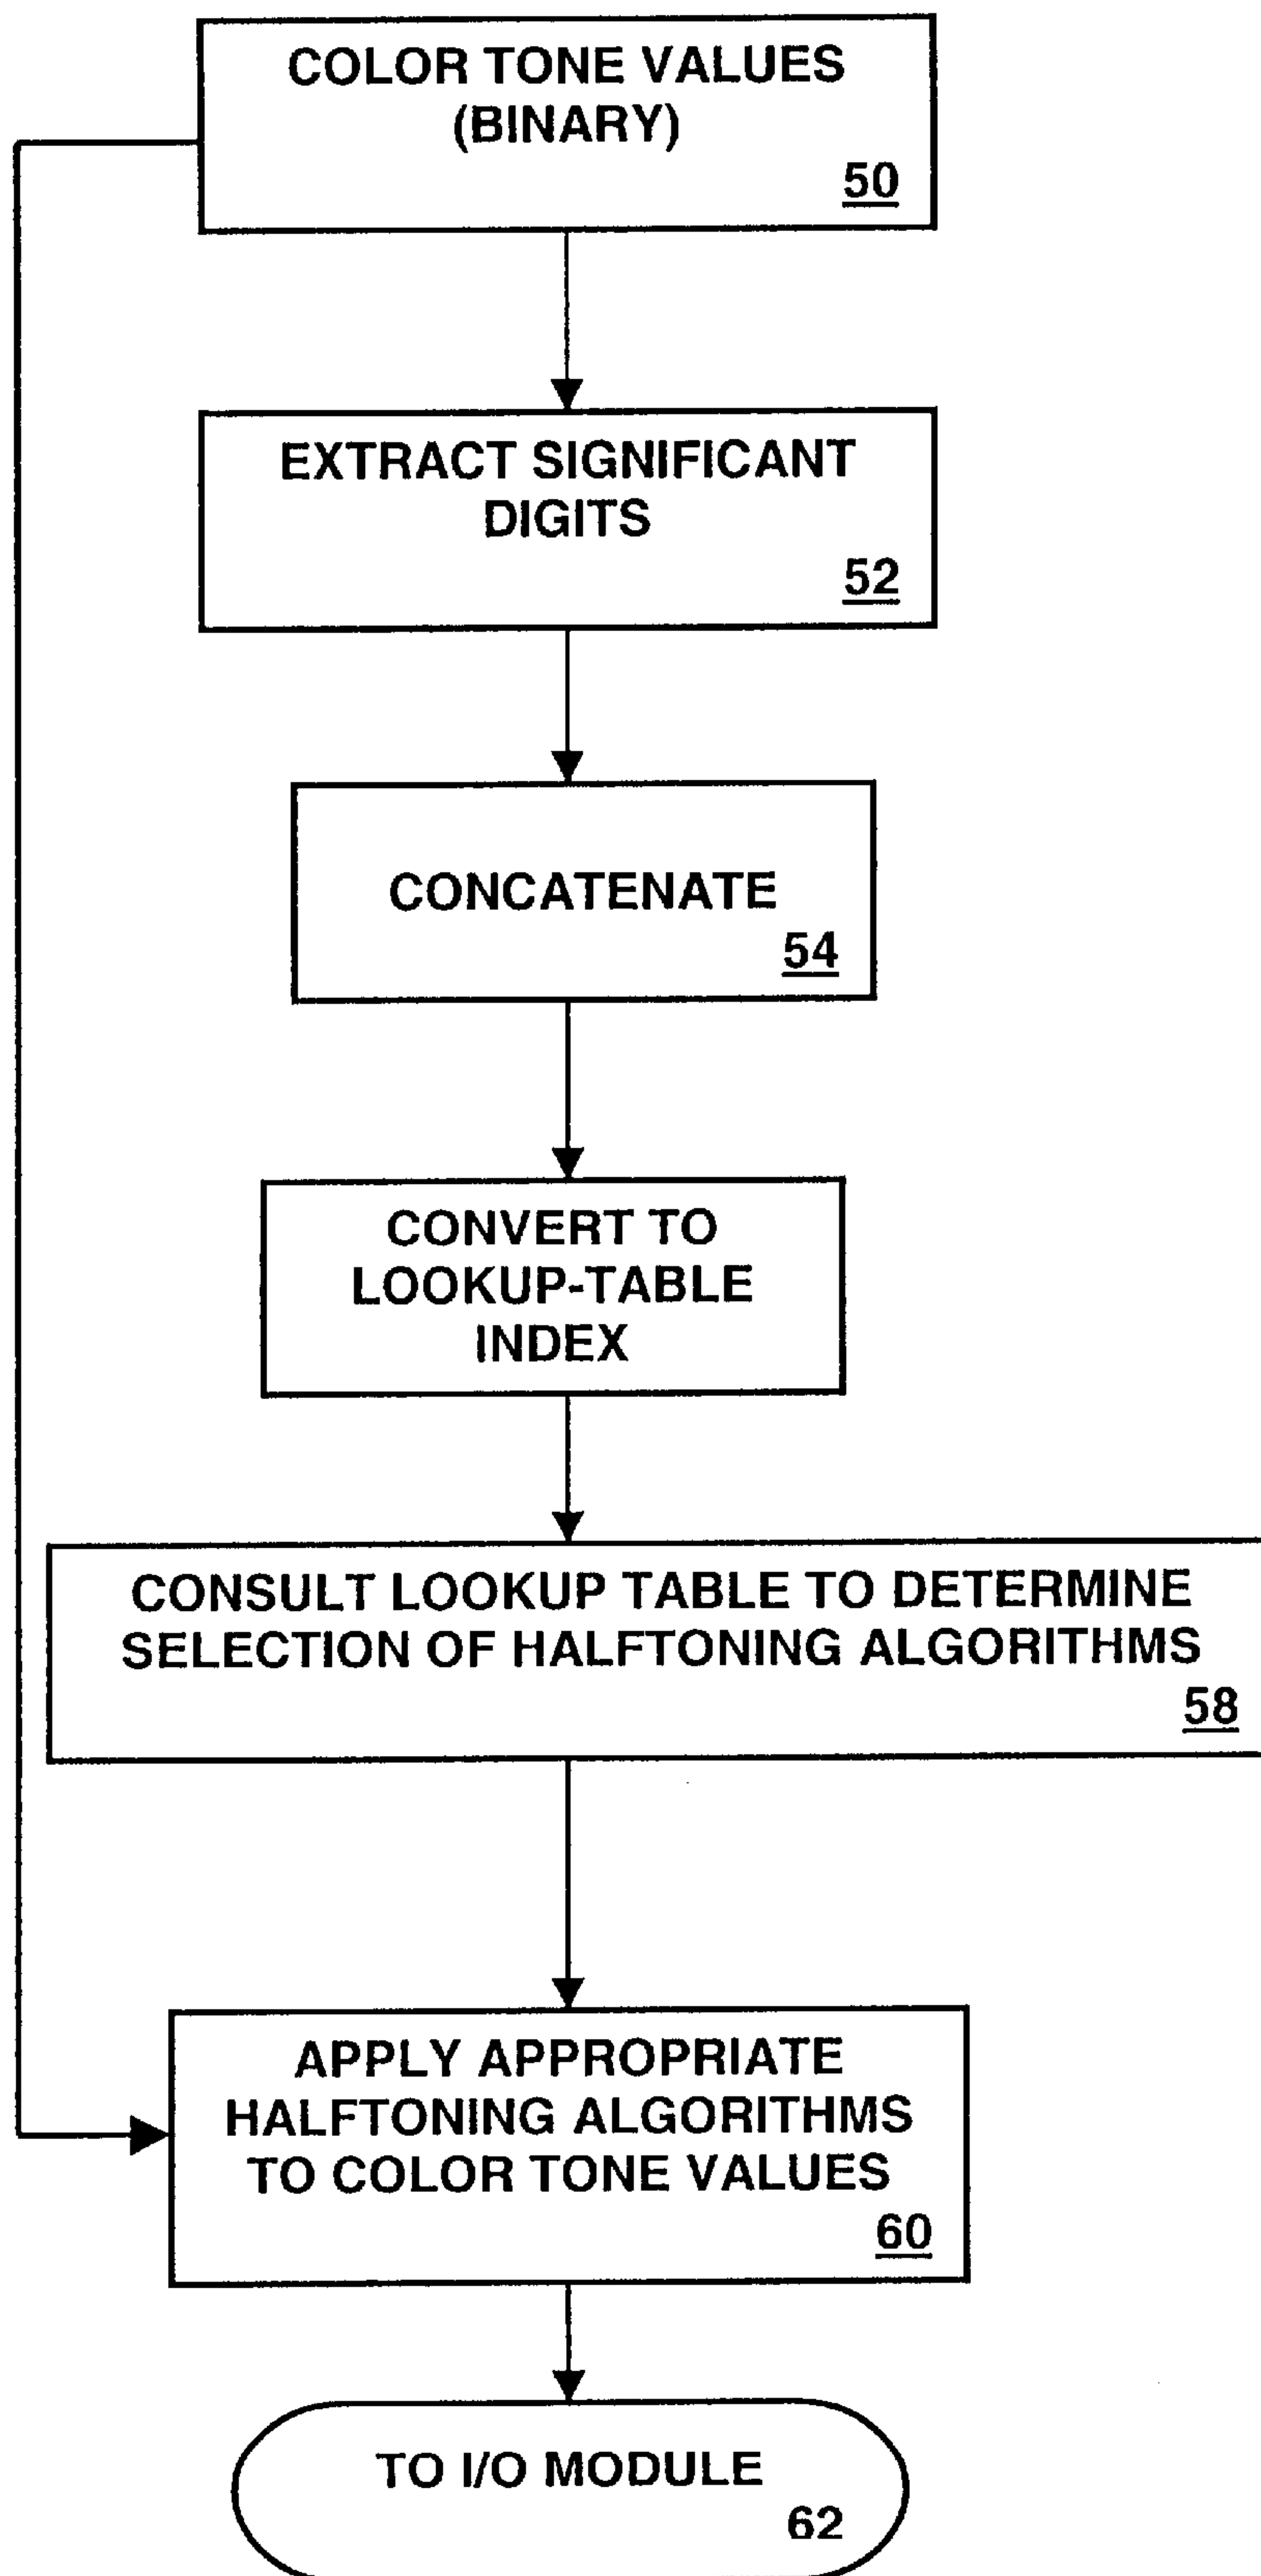 COLOR TONE VALUES
(BINARY)
50
EXTRACT SIGNIFICANT
DIGITS
52
CONCATENATE
54
CONVERT TO
LOOKUP-TABLE
INDEX
CONSULT LOOKUP TABLE TO DETERMINE
SELECTION OF HALFTONING ALGORITHMS
58
APPLY APPROPRIATE
HALFTONING ALGORITHMS
TO COLOR TONE VALUES
60
TO I/O MODULE
62